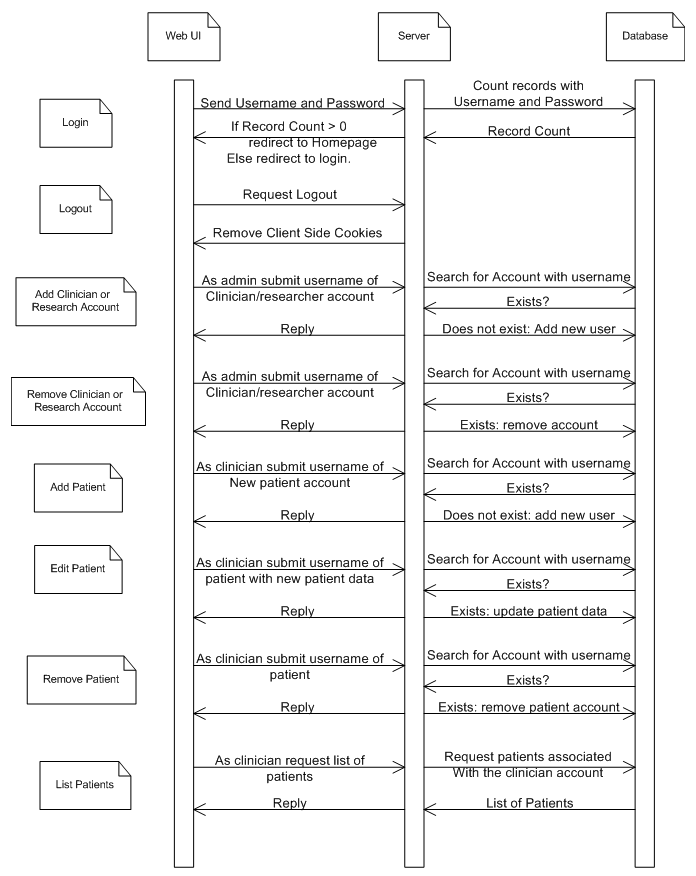 Web UI
Server
Database
Login
Send Username and Password
Count records with
Username and Password
If Record Count > 0
redirect to Homepage
Else redirect to login.
Record Count
Logout
Request Logout
Remove Client Side Cookies
Add Clinician or
Research Account
As admin submit username of
Clinician/researcher account
Search for Account with username
Exists?
Reply
Does not exist: Add new user
Remove Clinician or
Research Account
As admin submit username of
Clinician/researcher account
Search for Account with username
Exists?
Reply
Exists: remove account
Add Patient
As clinician submit username of
New patient account
Search for Account with username
Exists?
Reply
Does not exist: add new user
Edit Patient
As clinician submit username of
patient with new patient data
Search for Account with username
Exists?
Reply
Exists: update patient data
Remove Patient
As clinician submit username of
patient
Search for Account with username
Exists?
Reply
Exists: remove patient account
List Patients
As clinician request list of
patients
Request patients associated
With the clinician account
Reply
List of Patients